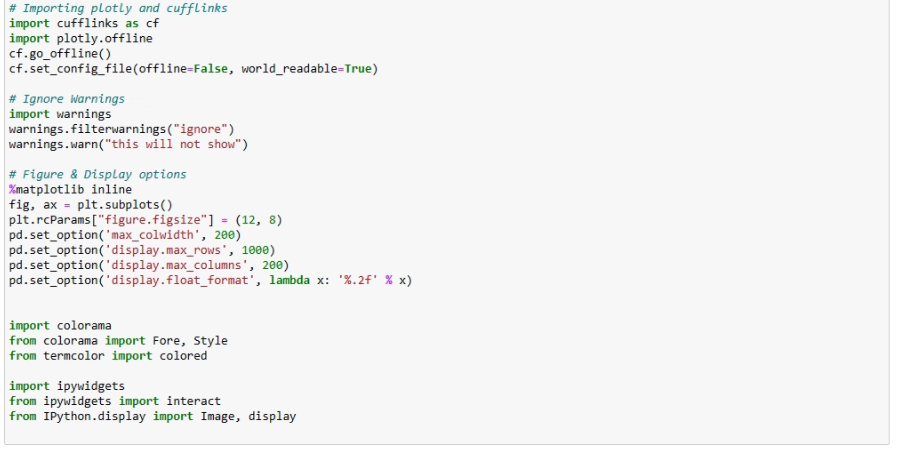 # Importing plotly and cufflinks
import cufflinks as cf
import plotly.offline
cf.go_offline()
cf.set_config_file(offline=False, world_readable=True)

# Ignore Warnings
import warnings
warnings.filterwarnings("ignore")
warnings.warn("this will not show")

# Figure & Display options
%matplotlib inline
fig, ax = plt.subplots()
plt.rcParams["figure.figsize"] = (12, 8)
pd.set_option('max_colwidth', 200)
pd.set_option('display.max_rows', 1000)
pd.set_option('display.max_columns', 200)
pd.set_option('display.float_format', lambda x: '%.2f' % x)

import colorama
from colorama import Fore, Style
from termcolor import colored

import ipywidgets
from ipywidgets import interact
from IPython.display import Image, display